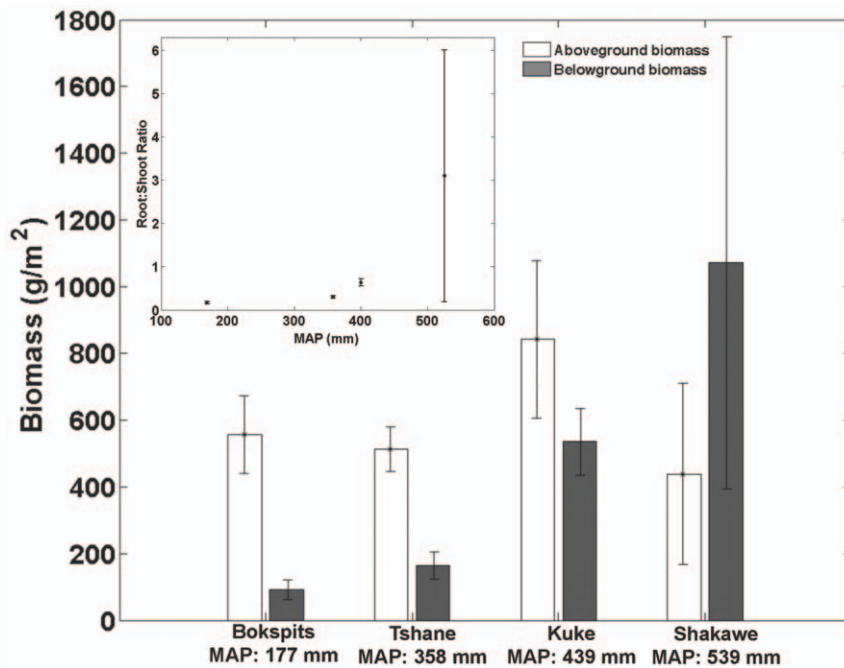 1800
1600
1400
1200
1000
800
600
400
200
0
Biomass (g/m²)
6
5
4
3
2
1
0
Root:Shoot Ratio
100 200 300 400 500 600
MAP (mm)
Aboveground biomass
Belowground biomass
Bokspits Tshane Kuke Shakawe
MAP: 177 mm MAP: 358 mm MAP: 439 mm MAP: 539 mm